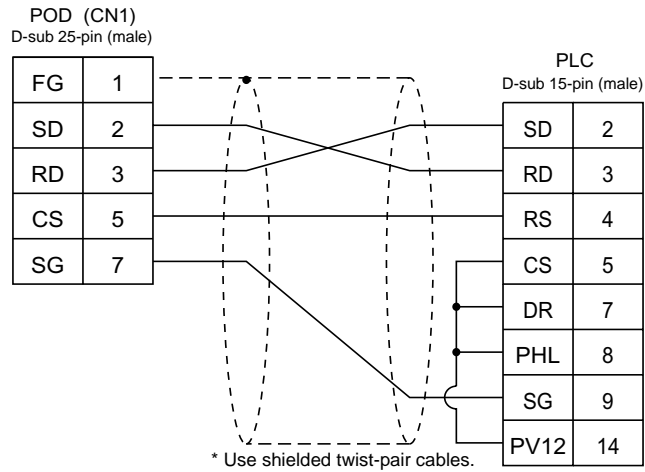 POD (CN1)
D-sub 25-pin (male)
FG 1
SD 2
RD 3
CS 5
SG 7
PLC
D-sub 15-pin (male)
SD 2
RD 3
RS 4
CS 5
DR 7
PHL 8
SG 9
PV12 14
* Use shielded twist-pair cables.